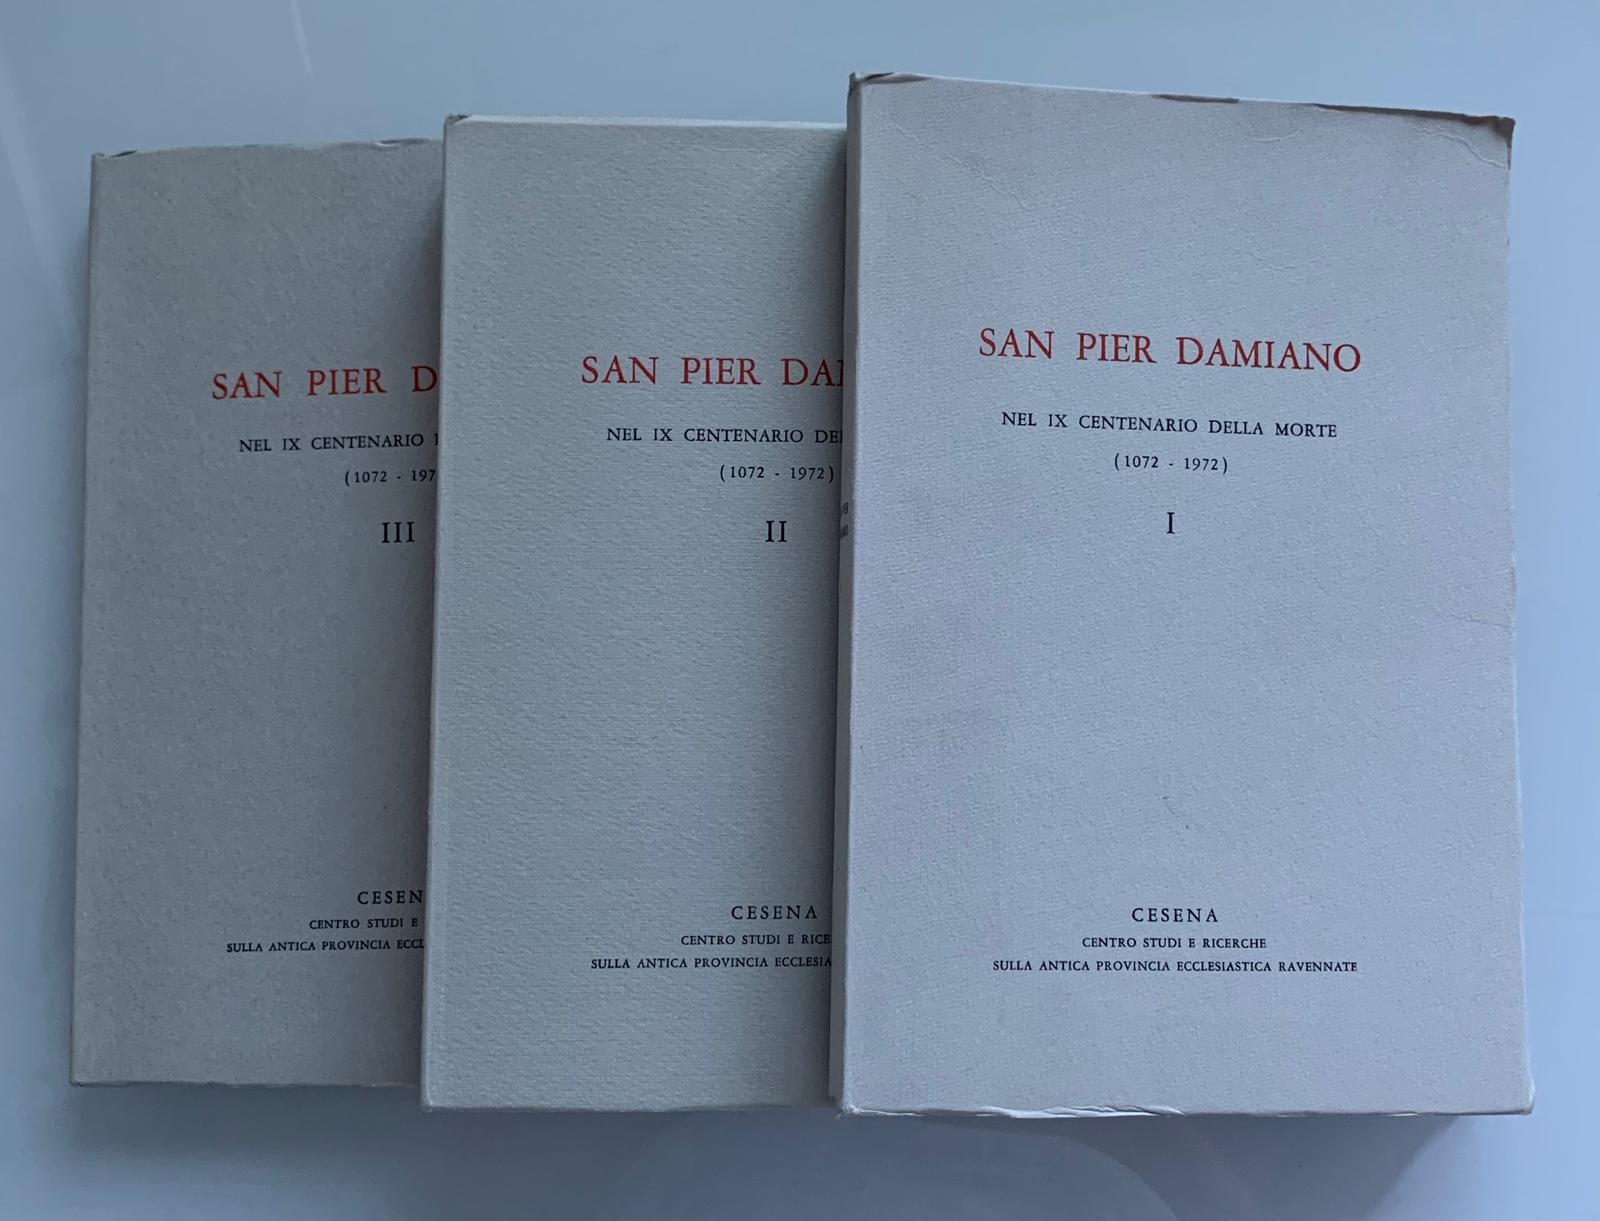 SAN PIER D
NEL IX CENTENARIO
(1072 - 197
III
CESEN
CENTRO STUDI E
SULLA ANTICA PROVINCIA ECCL
SAN PIER DA
NEL IX CENTENARIO DE
(1072 - 1972)
II
CESENA
CENTRO STUDI E RICE
SULLA ANTICA PROVINCIA ECCLESIA
SAN PIER DAMIANO
NEL IX CENTENARIO DELLA MORTE
(1072 - 1972)
I
CESENA
CENTRO STUDI E RICERCHE
SULLA ANTICA PROVINCIA ECCLESIASTICA RAVENNATE